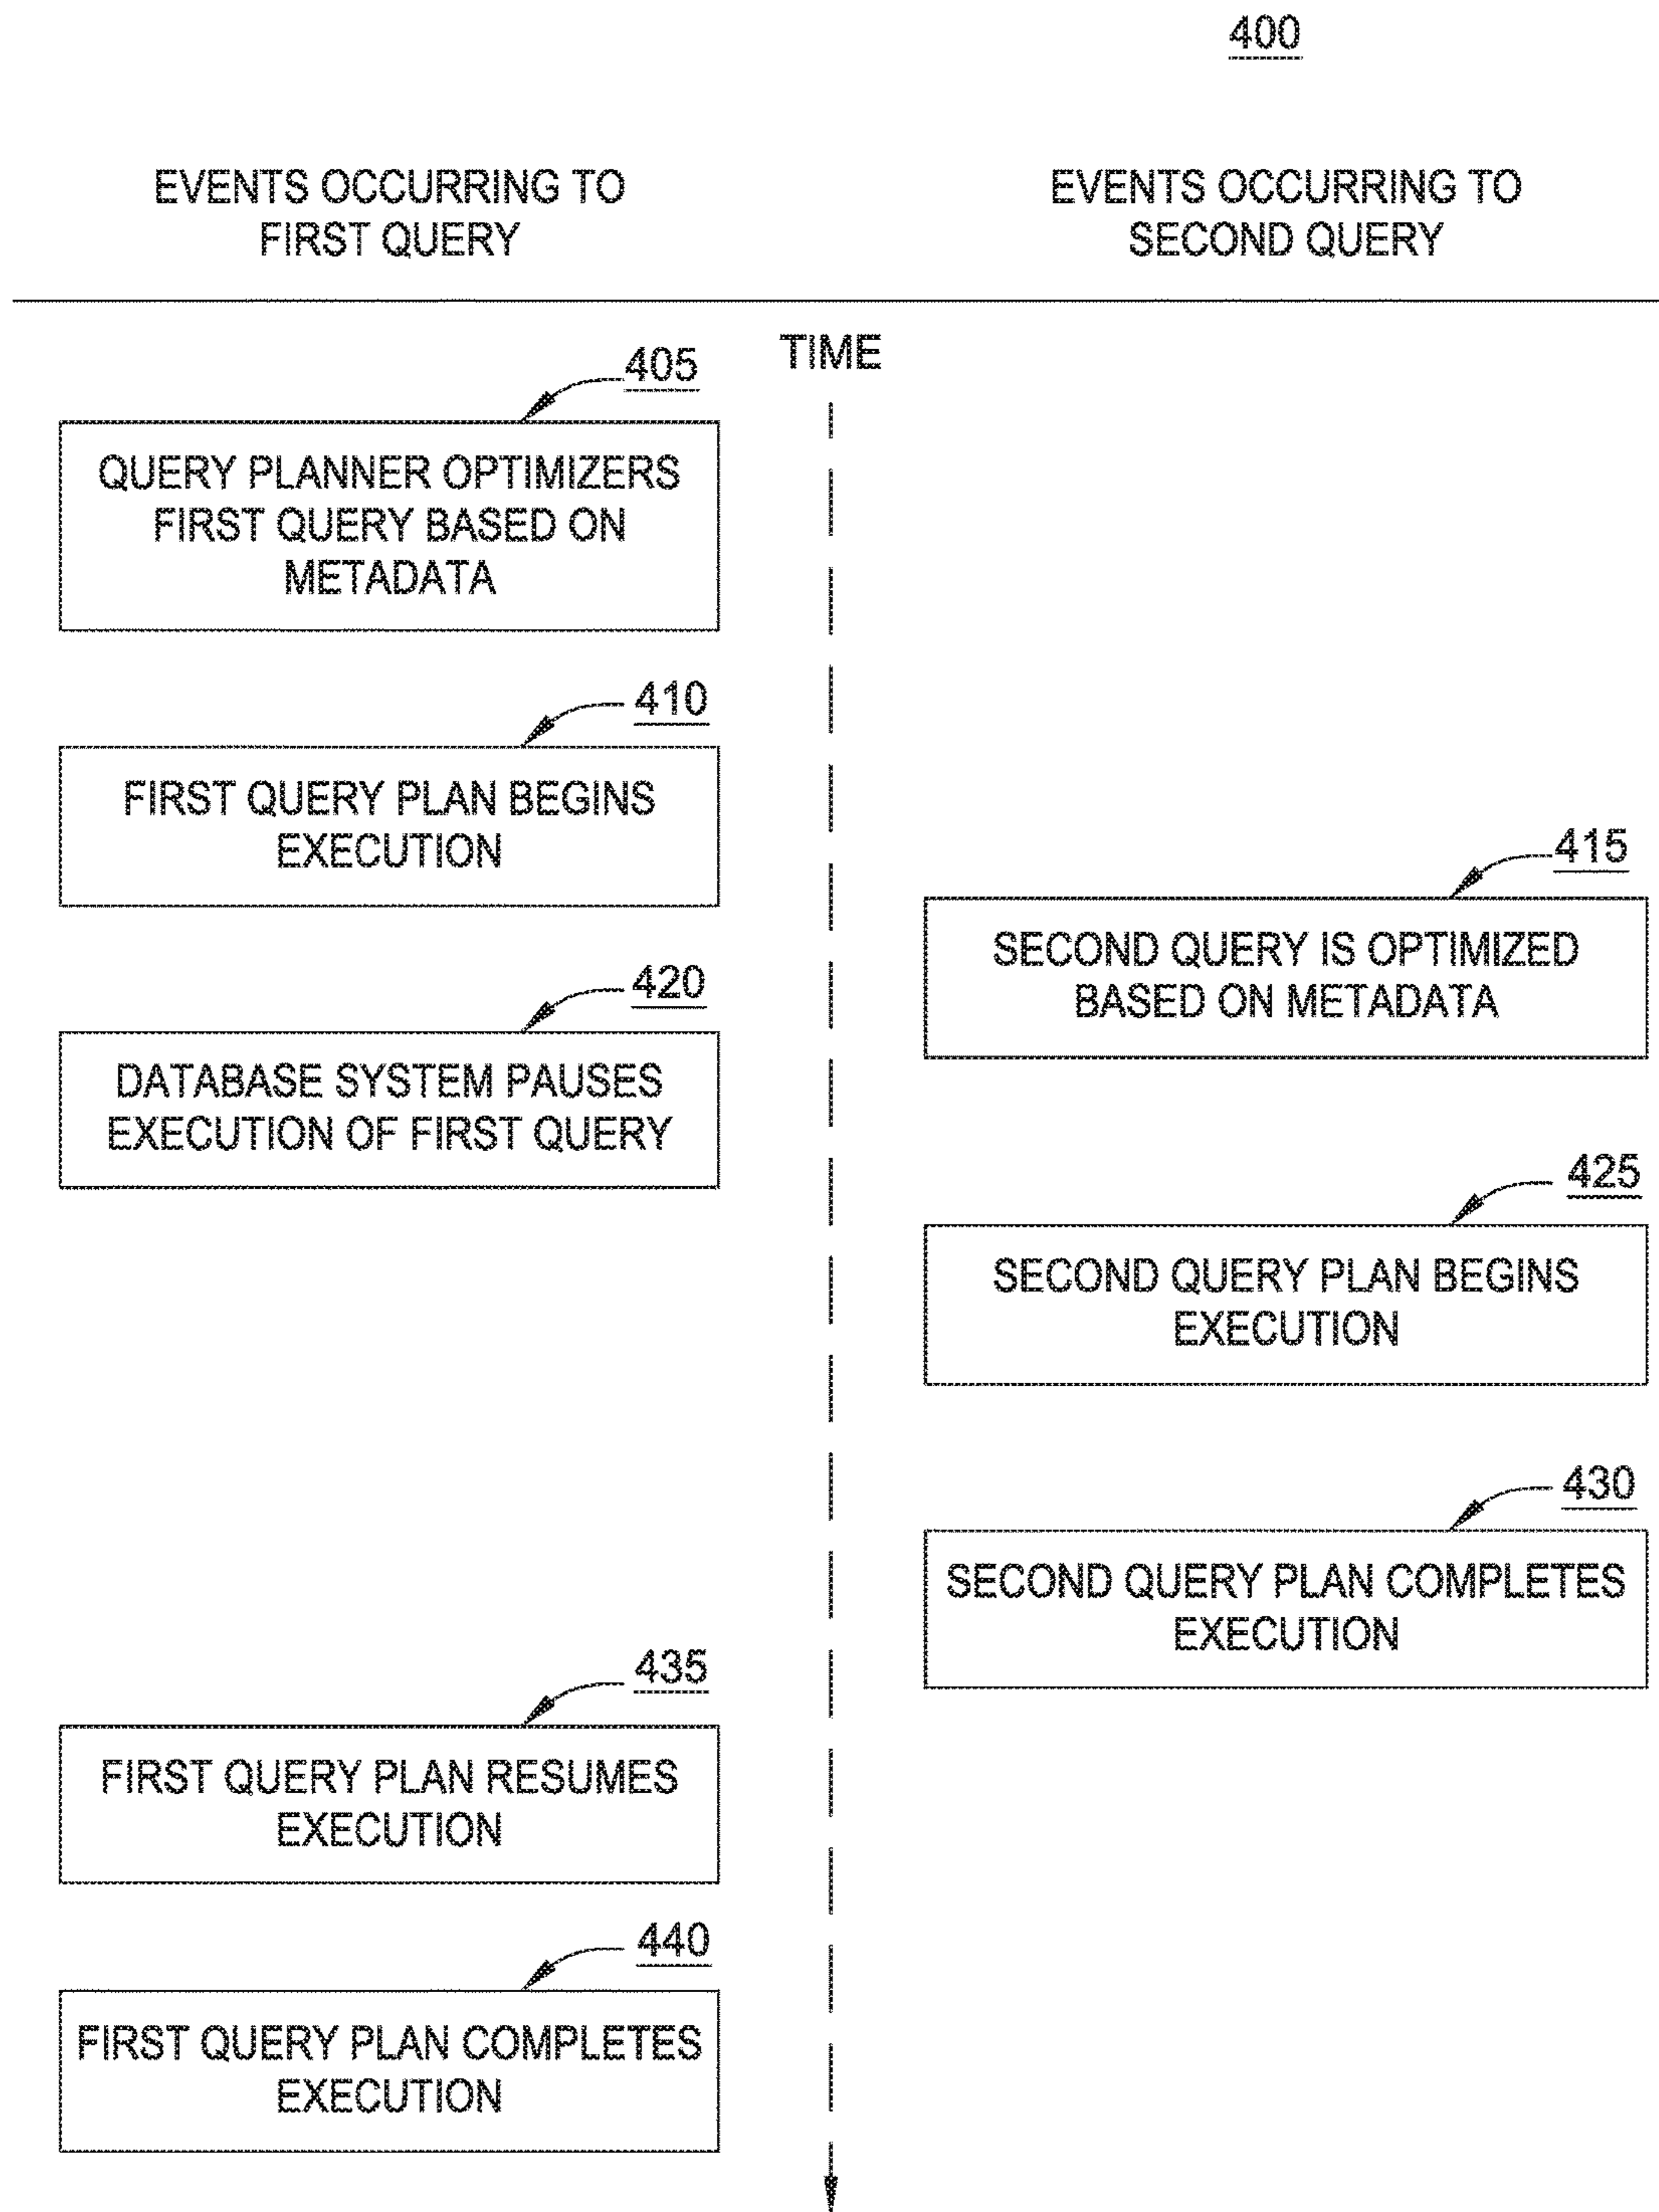 400
EVENTS OCCURRING TO
FIRST QUERY
EVENTS OCCURRING TO
SECOND QUERY
TIME
405
QUERY PLANNER OPTIMIZERS
FIRST QUERY BASED ON
METADATA
410
FIRST QUERY PLAN BEGINS
EXECUTION
415
SECOND QUERY IS OPTIMIZED
BASED ON METADATA
420
DATABASE SYSTEM PAUSES
EXECUTION OF FIRST QUERY
425
SECOND QUERY PLAN BEGINS
EXECUTION
430
SECOND QUERY PLAN COMPLETES
EXECUTION
435
FIRST QUERY PLAN RESUMES
EXECUTION
440
FIRST QUERY PLAN COMPLETES
EXECUTION